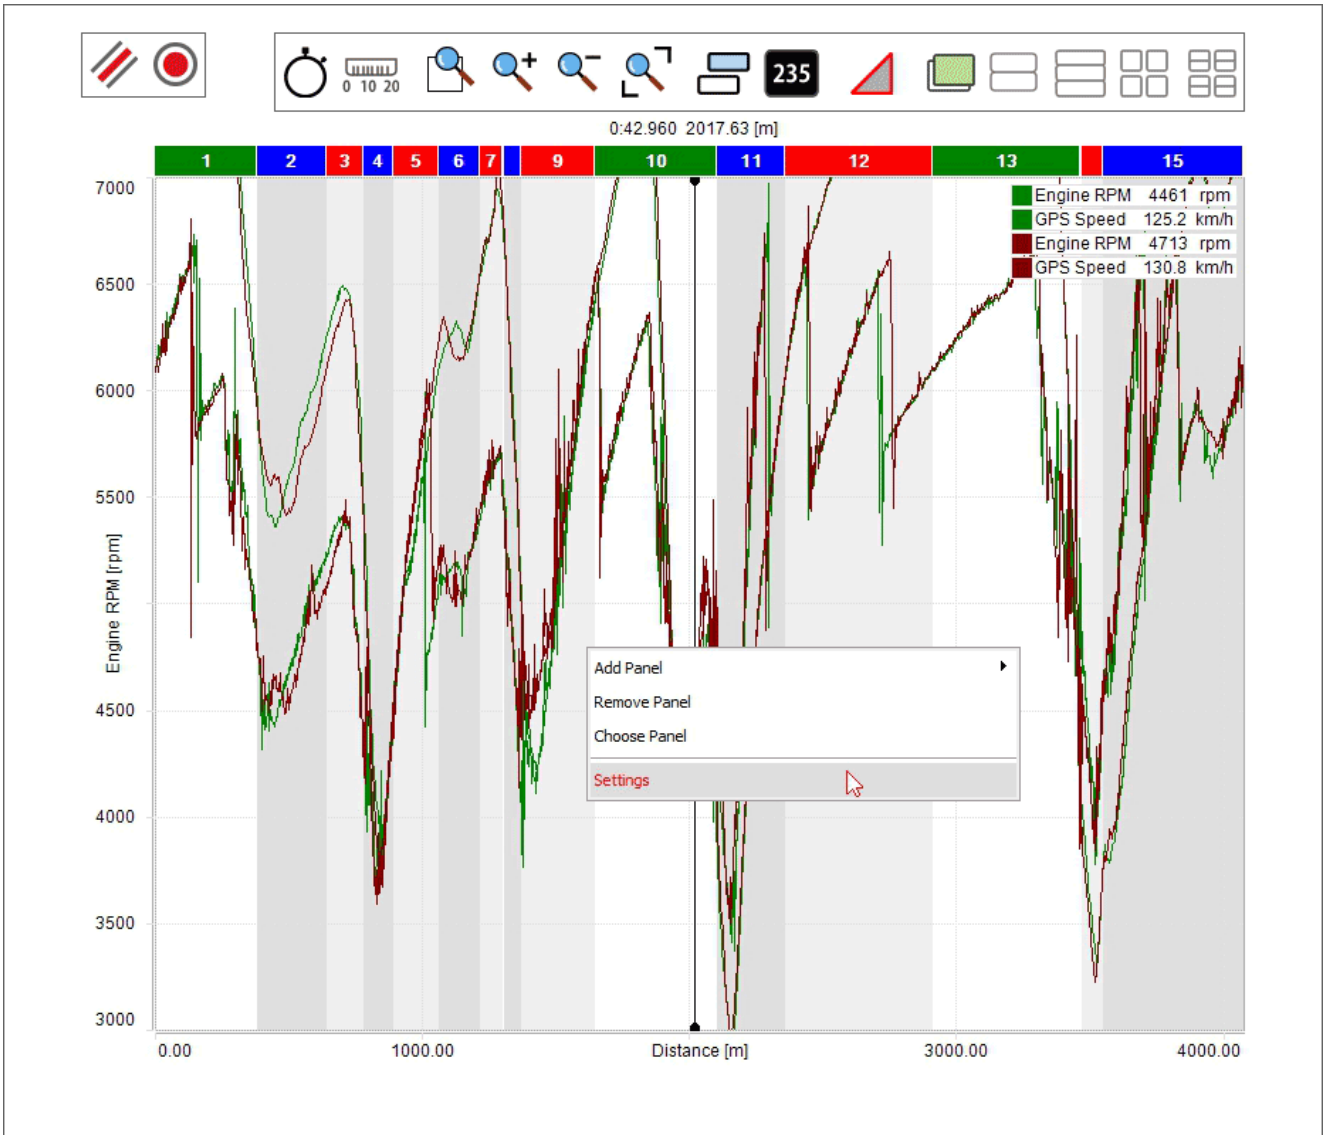 0 10 20
+
−
235
0:42.960 2017.63 [m]
1 2 3 4 5 6 7 9 10 11 12 13 15
7000
Engine RPM 4461 rpm
GPS Speed 125.2 km/h
Engine RPM 4713 rpm
GPS Speed 130.8 km/h
6500
6000
5500
Engine RPM [rpm]
4500
4000
3500
3000
Add Panel
Remove Panel
Choose Panel
Settings
0.00 1000.00 Distance [m] 3000.00 4000.00